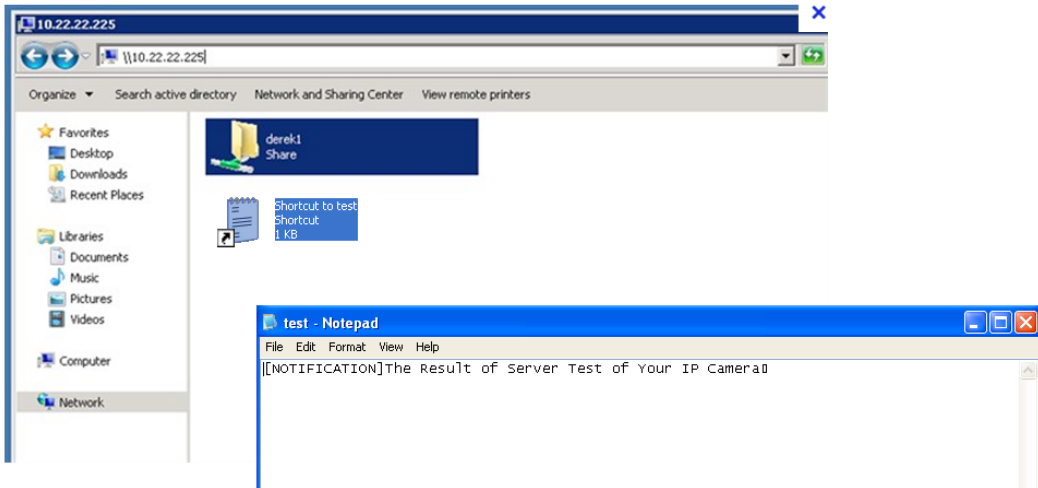 10.22.22.225
\\10.22.22.225
Organize Search active directory Network and Sharing Center View remote printers
Favorites
Desktop
Downloads
Recent Places
Libraries
Documents
Music
Pictures
Videos
Computer
Network
derek1
Share
Shortcut to test
Shortcut
1 KB
test - Notepad
File Edit Format View Help
[NOTIFICATION]The Result of Server Test of Your IP Camera▯